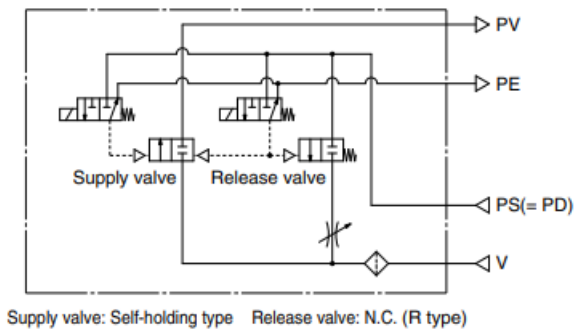 PV
PE
Supply valve Release valve
PS(= PD)
V
Supply valve: Self-holding type Release valve: N.C. (R type)